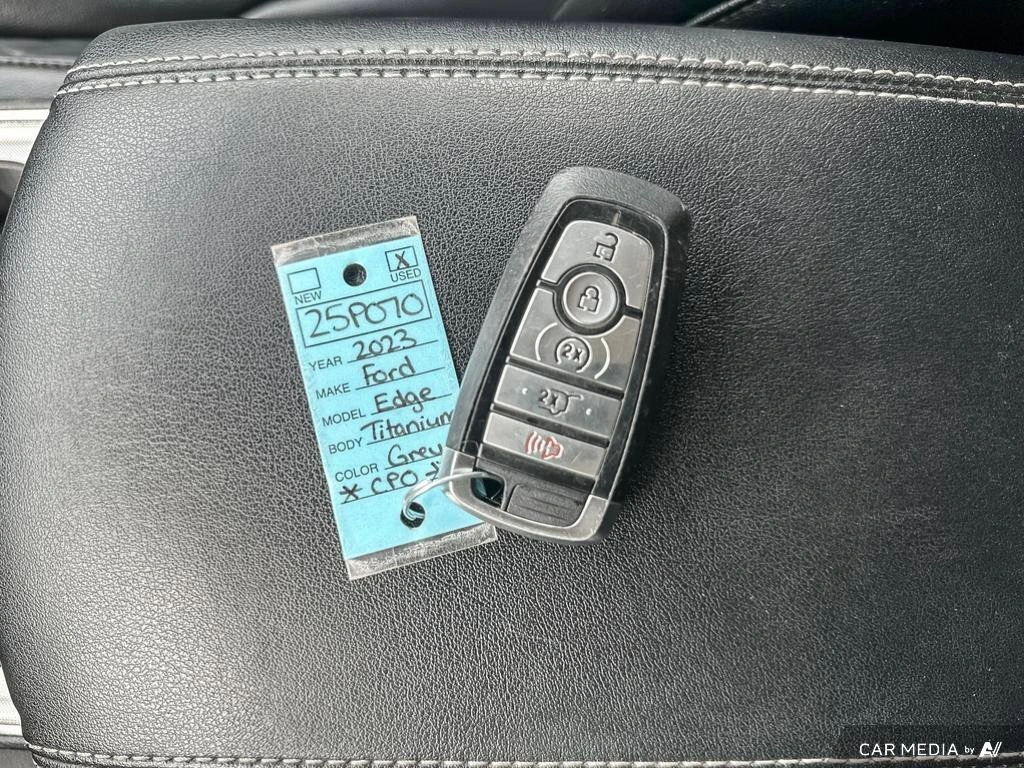 X
NEW
USED
25P070
YEAR 2023
MAKE Ford
MODEL Edge
BODY Titanium
COLOR Grey
* CPO *
2X
2X
CAR MEDIA by AI